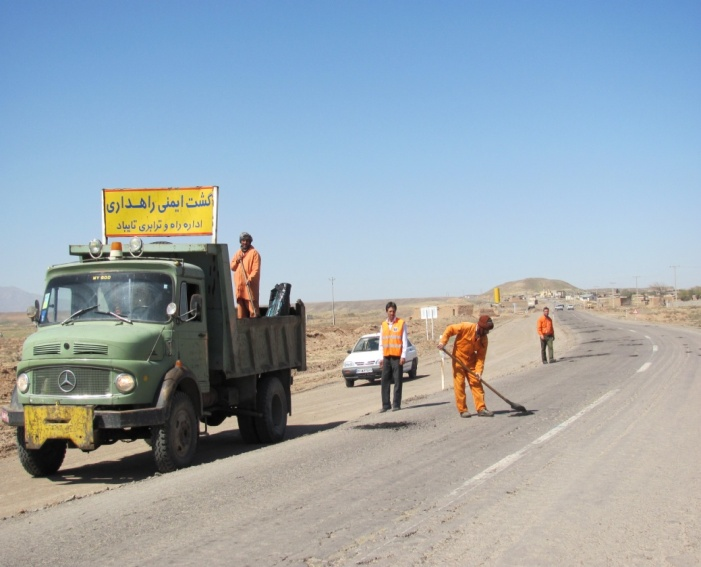 گشت ایمنی راهداری
اداره راه و ترابری تایباد